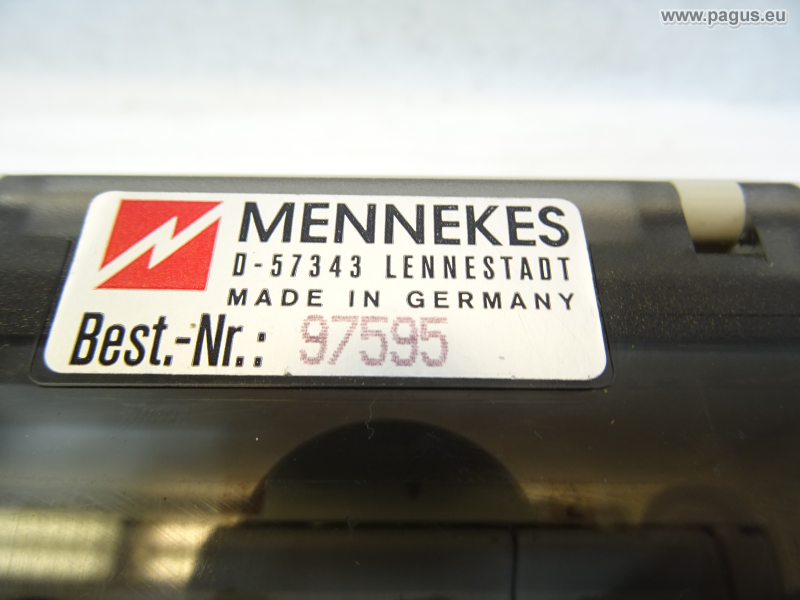 www.pagus.eu
MENNEKES
D-57343 LENNESTADT
MADE IN GERMANY
Best.-Nr.: 97595